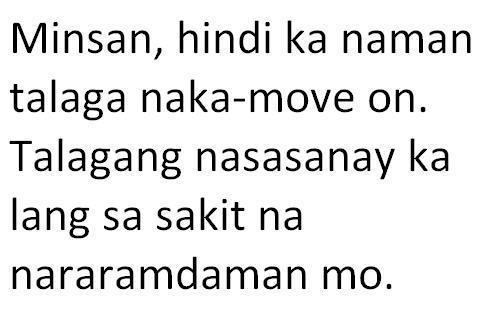 Minsan, hindi ka naman
talaga naka-move on.
Talagang nasasanay ka
lang sa sakit na
nararamdaman mo.